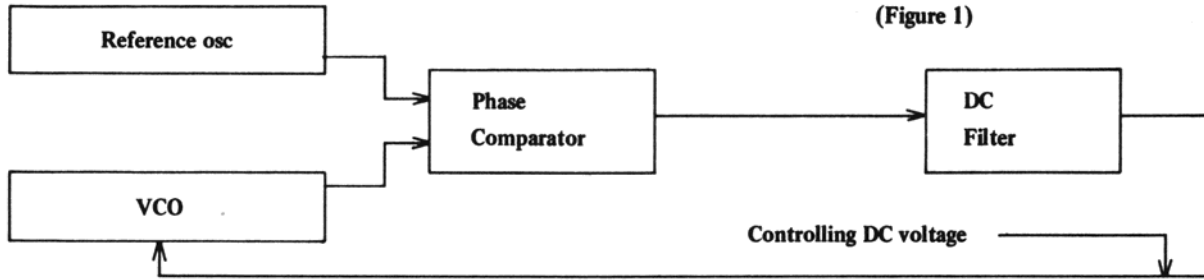 (Figure 1)
Reference osc
Phase
Comparator
DC
Filter
VCO
Controlling DC voltage